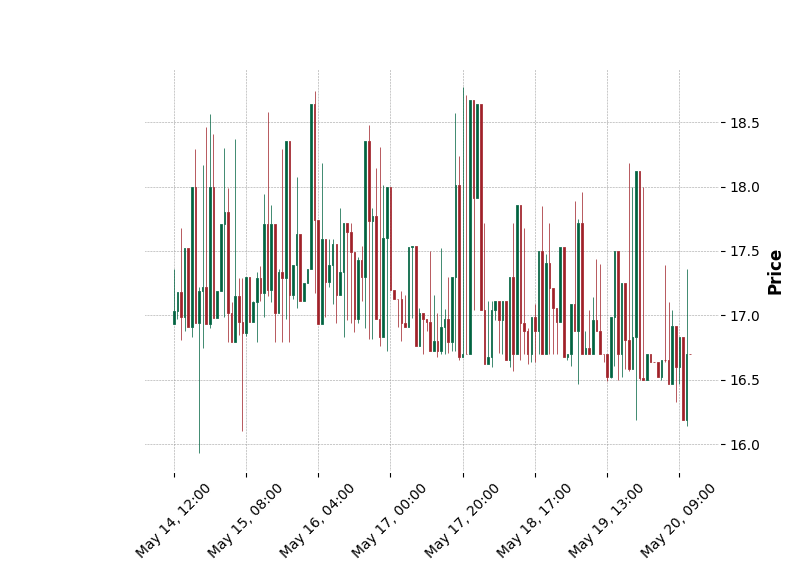 18.5
18.0
17.5
17.0
16.5
16.0
Price
May 14, 12:00
May 15, 08:00
May 16, 04:00
May 17, 00:00
May 17, 20:00
May 18, 17:00
May 19, 13:00
May 20, 09:00